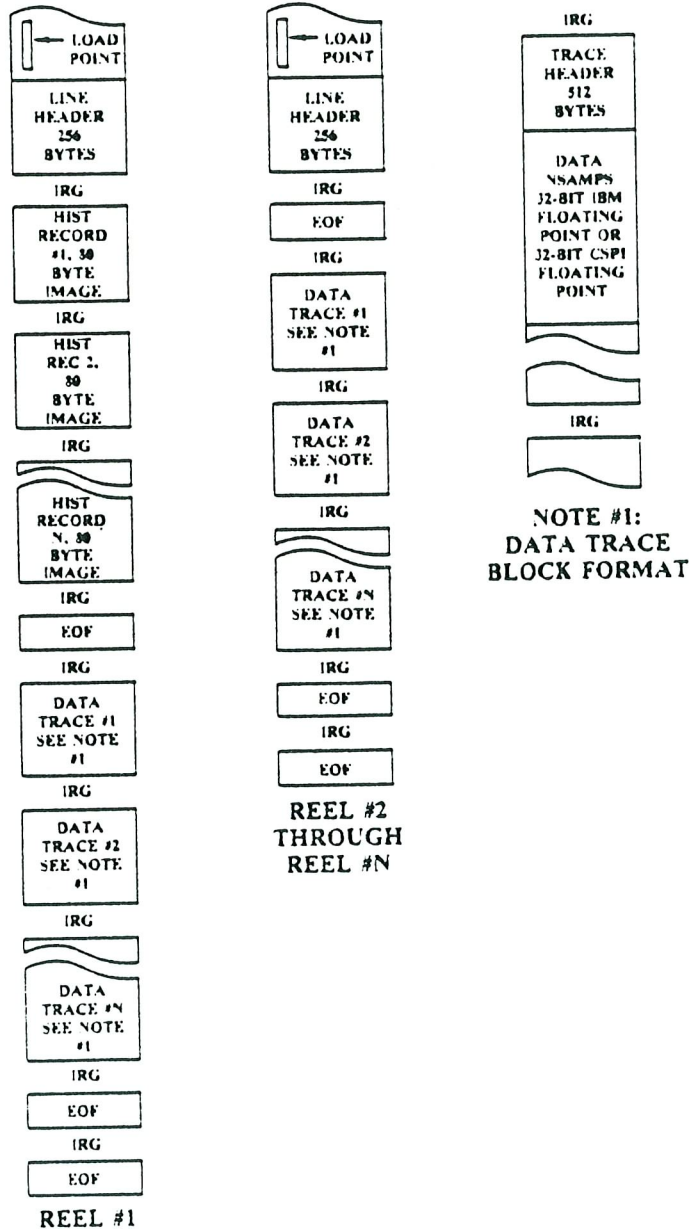 LOAD
POINT
LINE
HEADER
256
BYTES
IRG
HIST
RECORD
#1, 80
BYTE
IMAGE
IRG
HIST
REC 2,
80
BYTE
IMAGE
IRG
HIST
RECORD
N, 80
BYTE
IMAGE
IRG
EOF
IRG
DATA
TRACE #1
SEE NOTE
#1
IRG
DATA
TRACE #2
SEE NOTE
#1
IRG
DATA
TRACE #N
SEE NOTE
#1
IRG
EOF
IRG
EOF
REEL #1
LOAD
POINT
LINE
HEADER
256
BYTES
IRG
EOF
IRG
DATA
TRACE #1
SEE NOTE
#1
IRG
DATA
TRACE #2
SEE NOTE
#1
IRG
DATA
TRACE #N
SEE NOTE
#1
IRG
EOF
IRG
EOF
REEL #2
THROUGH
REEL #N
IRG
TRACE
HEADER
512
BYTES
DATA
NSAMPS
32-BIT IBM
FLOATING
POINT OR
32-BIT CSPI
FLOATING
POINT
IRG
NOTE #1:
DATA TRACE
BLOCK FORMAT